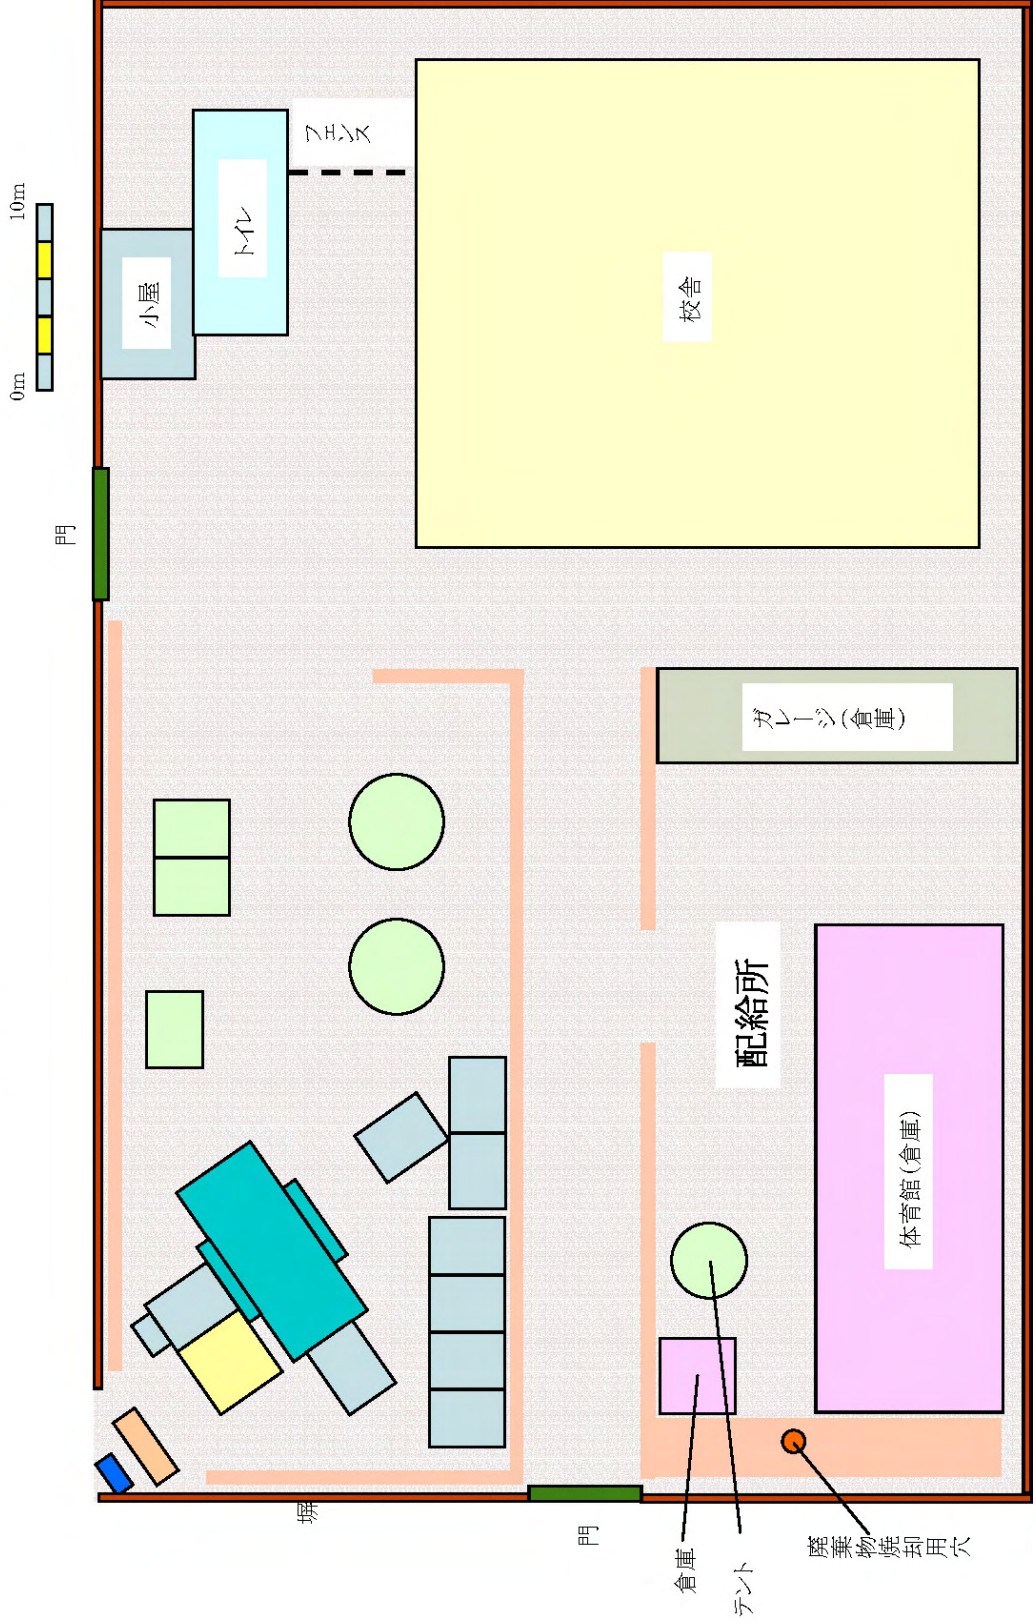 0m
10m
門
小屋
トイレ
フェンス
校舎
ガレージ(倉庫)
配給所
体育館(倉庫)
塀
門
倉庫
テント
廃棄物焼却用穴